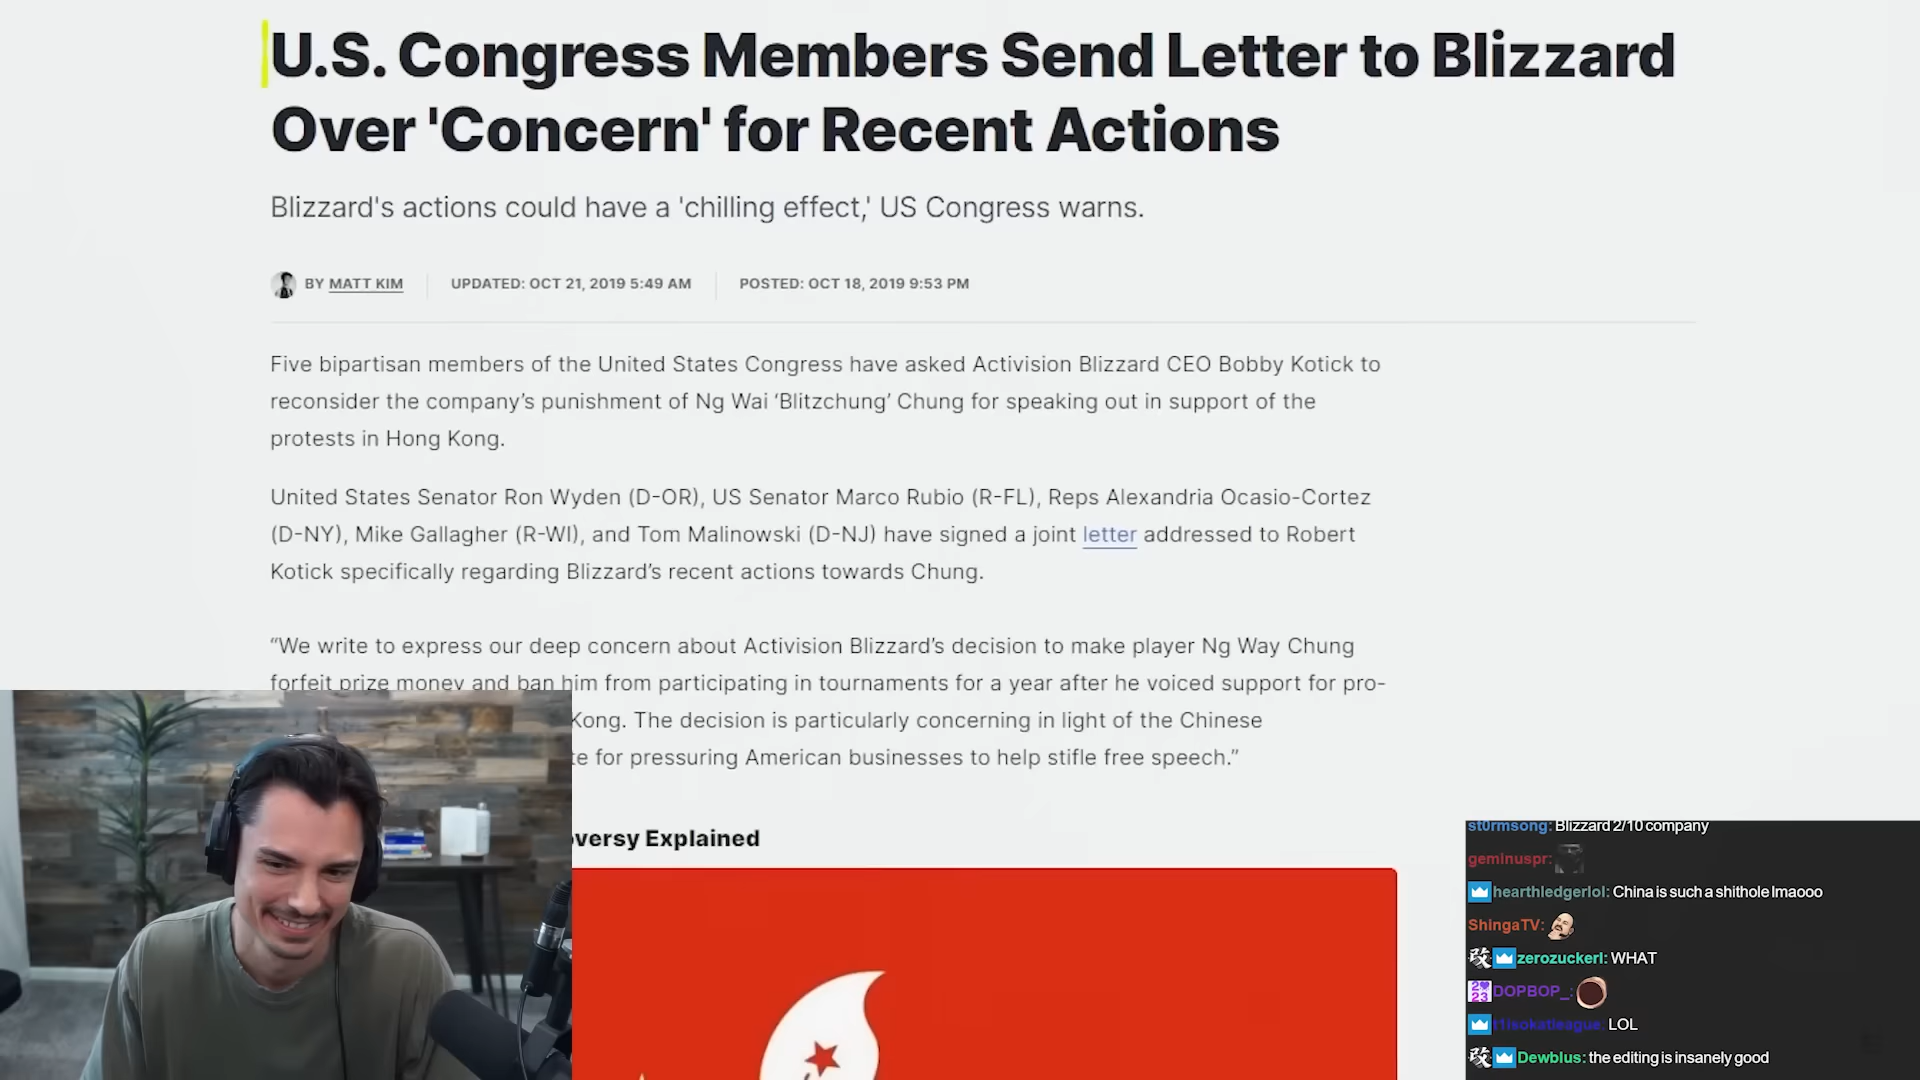 U.S. Congress Members Send Letter to Blizzard
Over 'Concern' for Recent Actions
Blizzard's actions could have a 'chilling effect,' US Congress warns.
BY MATT KIM
UPDATED: OCT 21, 2019 5:49 AM
POSTED: OCT 18, 2019 9:53 PM
Five bipartisan members of the United States Congress have asked Activision Blizzard CEO Bobby Kotick to
reconsider the company’s punishment of Ng Wai ‘Blitzchung’ Chung for speaking out in support of the
protests in Hong Kong.
United States Senator Ron Wyden (D-OR), US Senator Marco Rubio (R-FL), Reps Alexandria Ocasio-Cortez
(D-NY), Mike Gallagher (R-WI), and Tom Malinowski (D-NJ) have signed a joint letter addressed to Robert
Kotick specifically regarding Blizzard’s recent actions towards Chung.
“We write to express our deep concern about Activision Blizzard’s decision to make player Ng Way Chung
forfeit prize money and ban him from participating in tournaments for a year after he voiced support for pro-
Kong. The decision is particularly concerning in light of the Chinese
te for pressuring American businesses to help stifle free speech.”
oversy Explained
st0rmsong: Blizzard 2/10 company
geminuspr:
hearthledgerlol: China is such a shithole lmaooo
ShingaTV:
改 zerozuckerl: WHAT
DOPBOP_:
LOL
改 Dewblus: the editing is insanely good